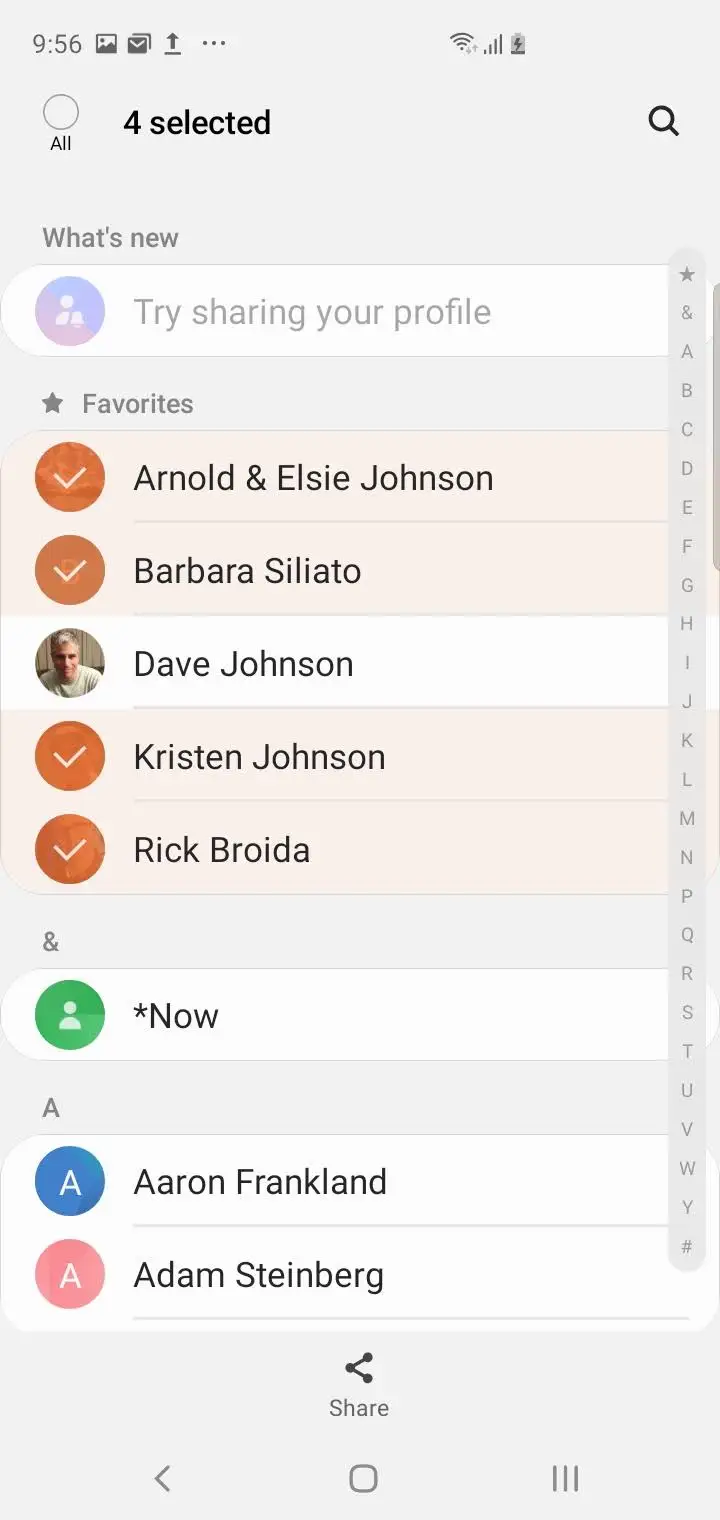 9:56
All
4 selected
What's new
Try sharing your profile
Favorites
Arnold & Elsie Johnson
Barbara Siliato
Dave Johnson
Kristen Johnson
Rick Broida
&
*Now
A
A Aaron Frankland
A Adam Steinberg
&
A
B
C
D
E
F
G
H
I
J
K
L
M
N
P
Q
R
S
T
U
V
W
Y
#
Share